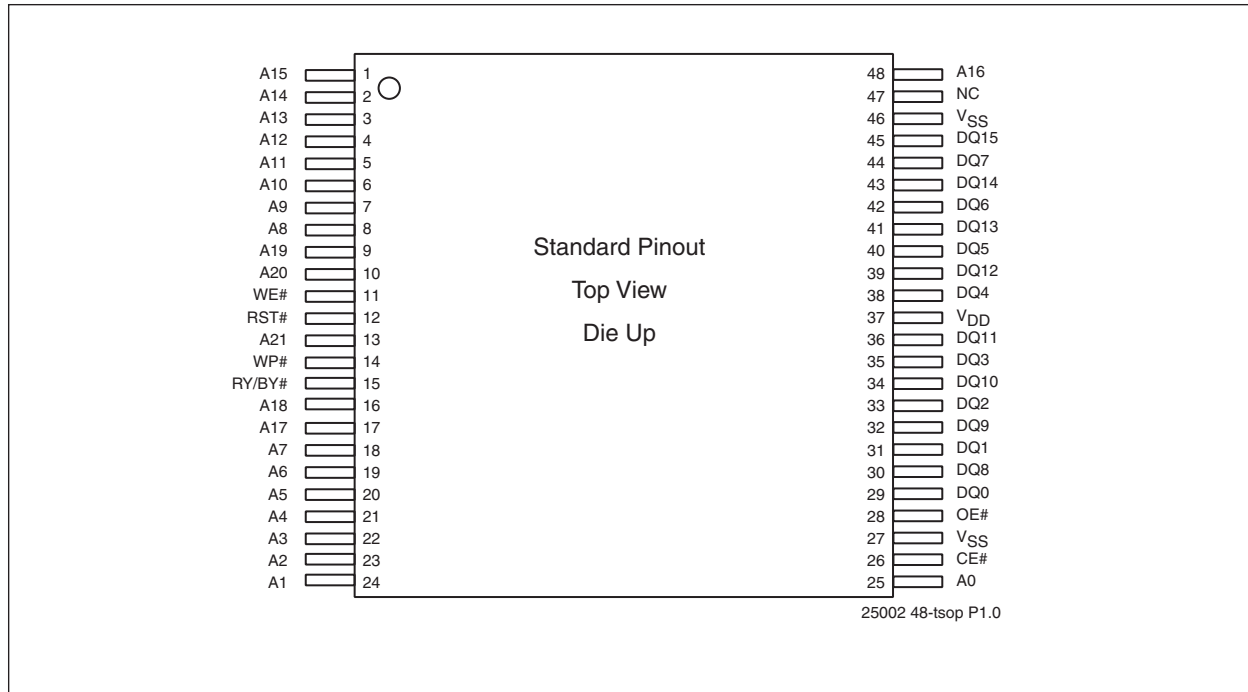 A15 1 48 A16
A14 2 47 NC
A13 3 46 VSS
A12 4 45 DQ15
A11 5 44 DQ7
A10 6 43 DQ14
A9 7 42 DQ6
A8 8 41 DQ13
A19 9 40 DQ5
A20 10 39 DQ12
WE# 11 38 DQ4
RST# 12 37 VDD
A21 13 36 DQ11
WP# 14 35 DQ3
RY/BY# 15 34 DQ10
A18 16 33 DQ2
A17 17 32 DQ9
A7 18 31 DQ1
A6 19 30 DQ8
A5 20 29 DQ0
A4 21 28 OE#
A3 22 27 VSS
A2 23 26 CE#
A1 24 25 A0
Standard Pinout
Top View
Die Up
25002 48-tsop P1.0